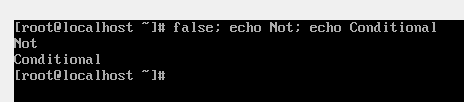 [root@localhost ~]# false; echo Not; echo Conditional
Not
Conditional
[root@localhost ~]#